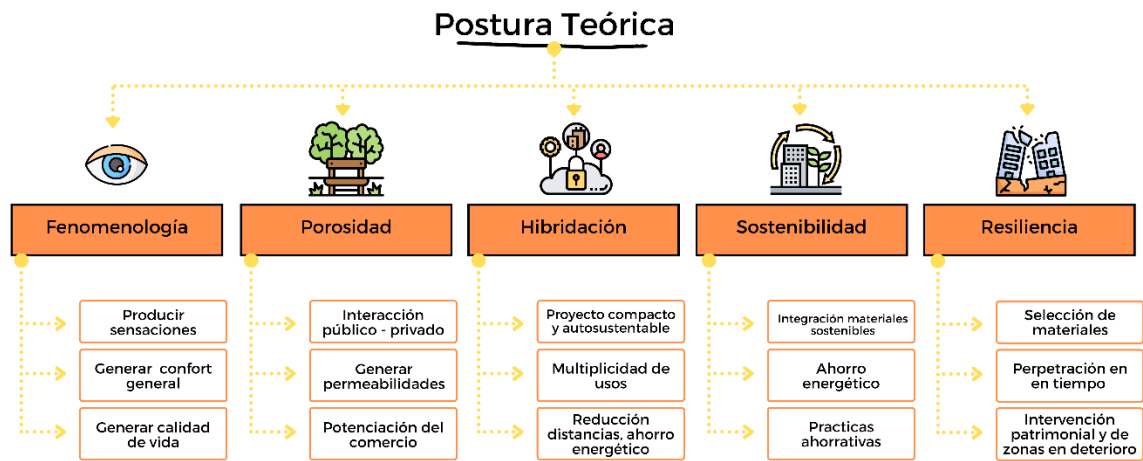 Postura Teórica
Fenomenología
Porosidad
Hibridación
Sostenibilidad
Resiliencia
Producir
sensaciones
Generar confort
general
Generar calidad
de vida
Interacción
público - privado
Generar
permeabilidades
Potenciación del
comercio
Proyecto compacto
y autosustentable
Multiplicidad de
usos
Reducción
distancias, ahorro
energético
Integración materiales
sostenibles
Ahorro
energético
Practicas
ahorrativas
Selección de
materiales
Perpetración en
en tiempo
Intervención
patrimonial y de
zonas en deterioro